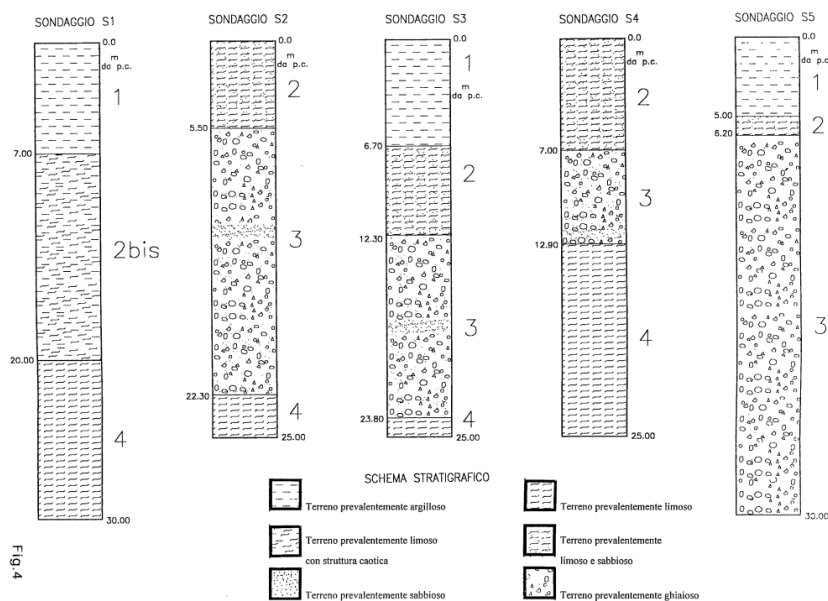 SONDAGGIO S1
0.0
m
da p.c.
1
7.00
2bis
20.00
4
30.00
SONDAGGIO S2
0.0
m
da p.c.
2
5.50
3
22.30
4
25.00
SONDAGGIO S3
0.0
1
m
da p.c.
6.70
2
12.30
3
23.80
4
25.00
SONDAGGIO S4
0.0
m
da p.c.
2
7.00
3
12.90
4
25.00
SONDAGGIO S5
0.0
m
da p.c.
1
5.00
2
6.20
3
30.00
SCHEMA STRATIGRAFICO
Terreno prevalentemente argilloso
Terreno prevalentemente limoso
con struttura caotica
Terreno prevalentemente sabbioso
Terreno prevalentemente limoso
Terreno prevalentemente
limoso e sabbioso
Terreno prevalentemente ghiaioso
Fig.4